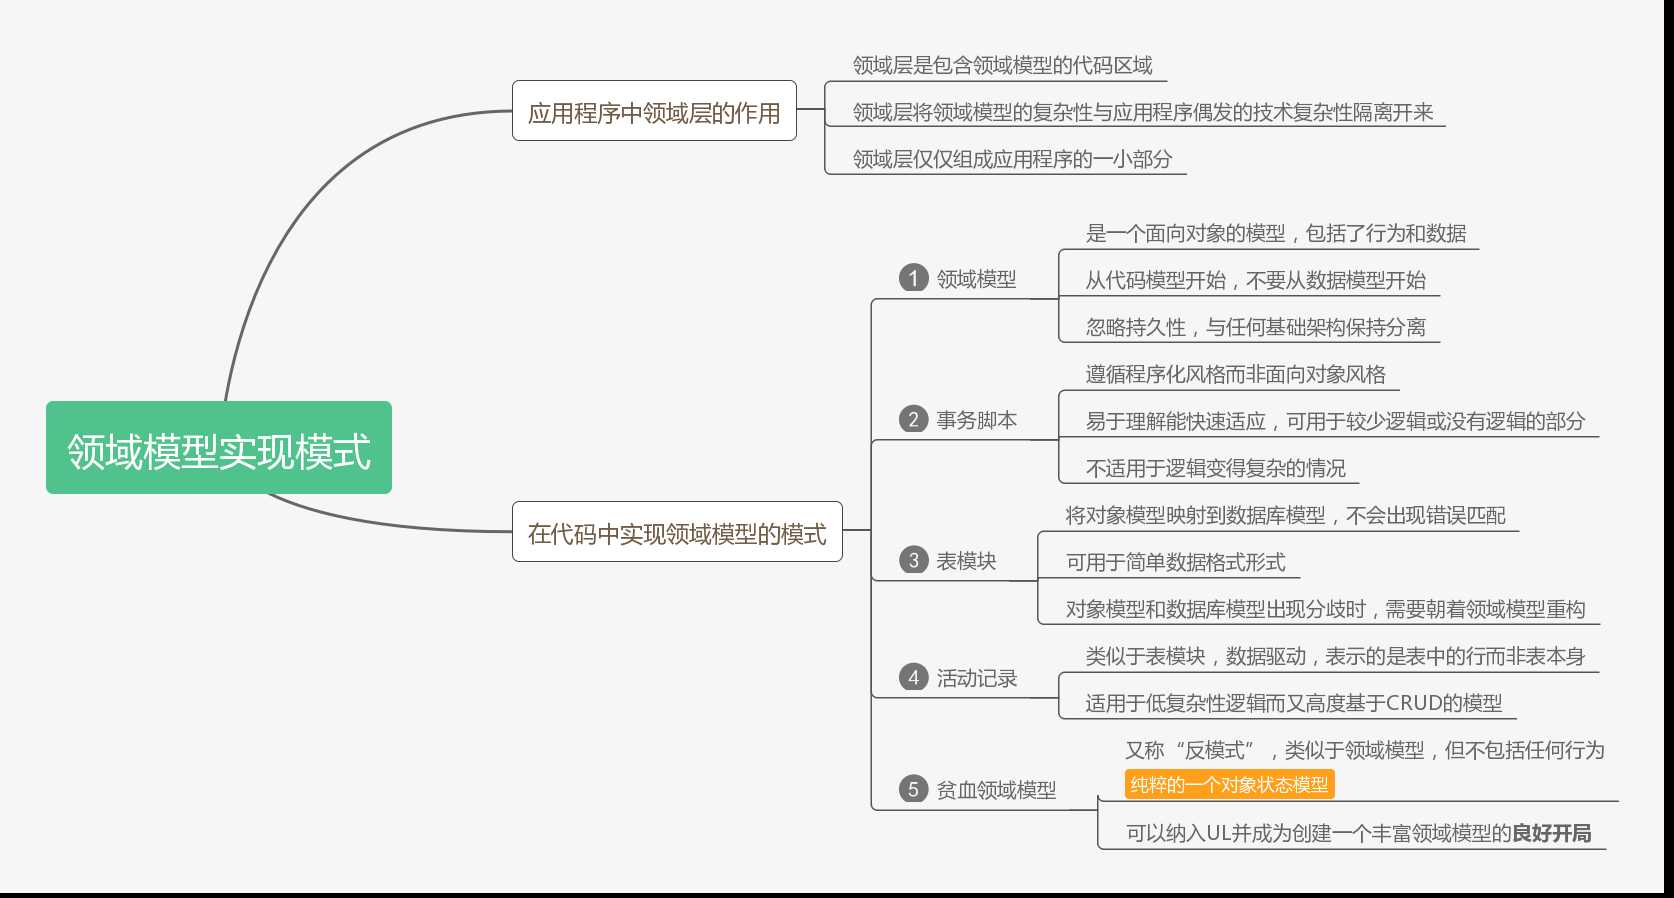 领域模型实现模式
应用程序中领域层的作用
领域层是包含领域模型的代码区域
领域层将领域模型的复杂性与应用程序偶发的技术复杂性隔离开来
领域层仅仅组成应用程序的一小部分
在代码中实现领域模型的模式
1 领域模型
是一个面向对象的模型，包括了行为和数据
从代码模型开始，不要从数据模型开始
忽略持久性，与任何基础架构保持分离
2 事务脚本
遵循程序化风格而非面向对象风格
易于理解能快速适应，可用于较少逻辑或没有逻辑的部分
不适用于逻辑变得复杂的情况
3 表模块
将对象模型映射到数据库模型，不会出现错误匹配
可用于简单数据格式形式
对象模型和数据库模型出现分歧时，需要朝着领域模型重构
4 活动记录
类似于表模块，数据驱动，表示的是表中的行而非表本身
适用于低复杂性逻辑而又高度基于CRUD的模型
5 贫血领域模型
又称“反模式”，类似于领域模型，但不包括任何行为
纯粹的一个对象状态模型
可以纳入UL并成为创建一个丰富领域模型的良好开局